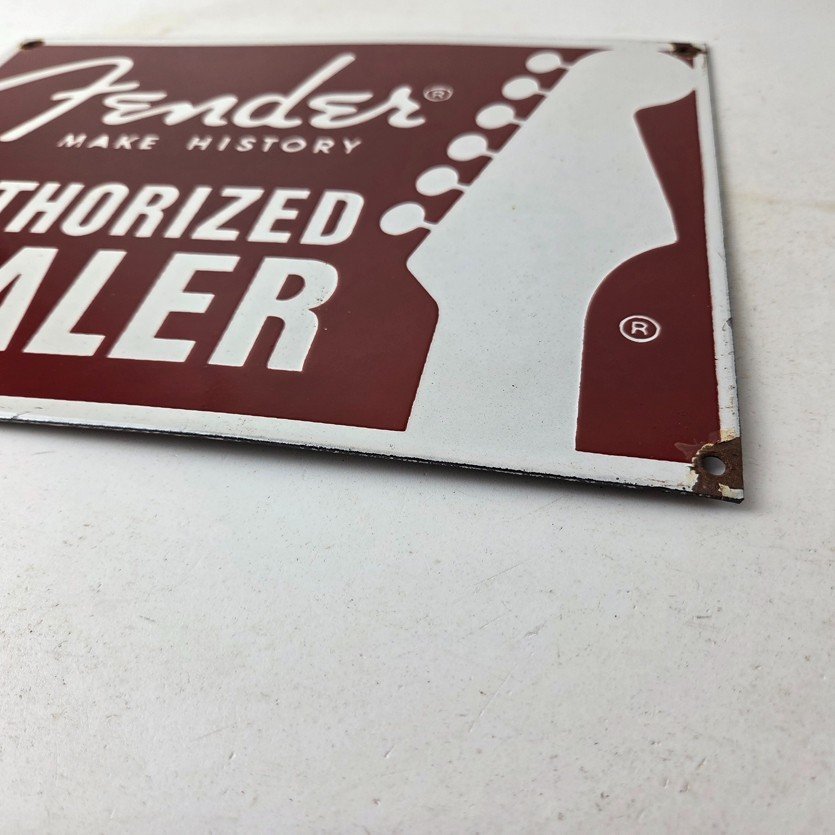 Fender®
MAKE HISTORY
THORIZED
ALER
®